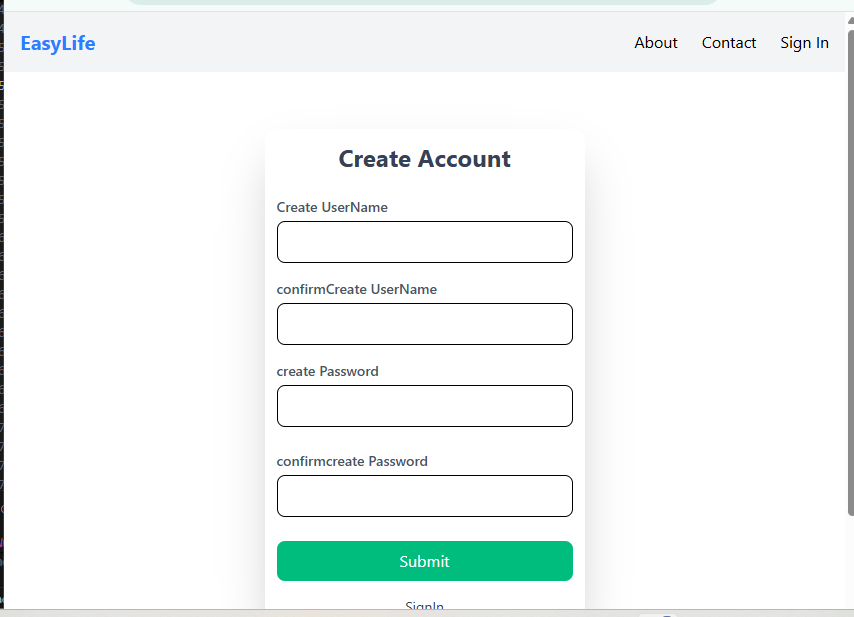 EasyLife About Contact Sign In
Create Account
Create UserName
confirmCreate UserName
create Password
confirmcreate Password
Submit
SignIn